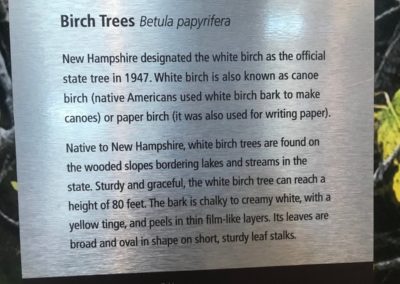 Birch Trees Betula papyrifera
New Hampshire designated the white birch as the official
state tree in 1947. White birch is also known as canoe
birch (native Americans used white birch bark to make
canoes) or paper birch (it was also used for writing paper).
Native to New Hampshire, white birch trees are found on
the wooded slopes bordering lakes and streams in the
state. Sturdy and graceful, the white birch tree can reach a
height of 80 feet. The bark is chalky to creamy white, with a
yellow tinge, and peels in thin film-like layers. Its leaves are
broad and oval in shape on short, sturdy leaf stalks.